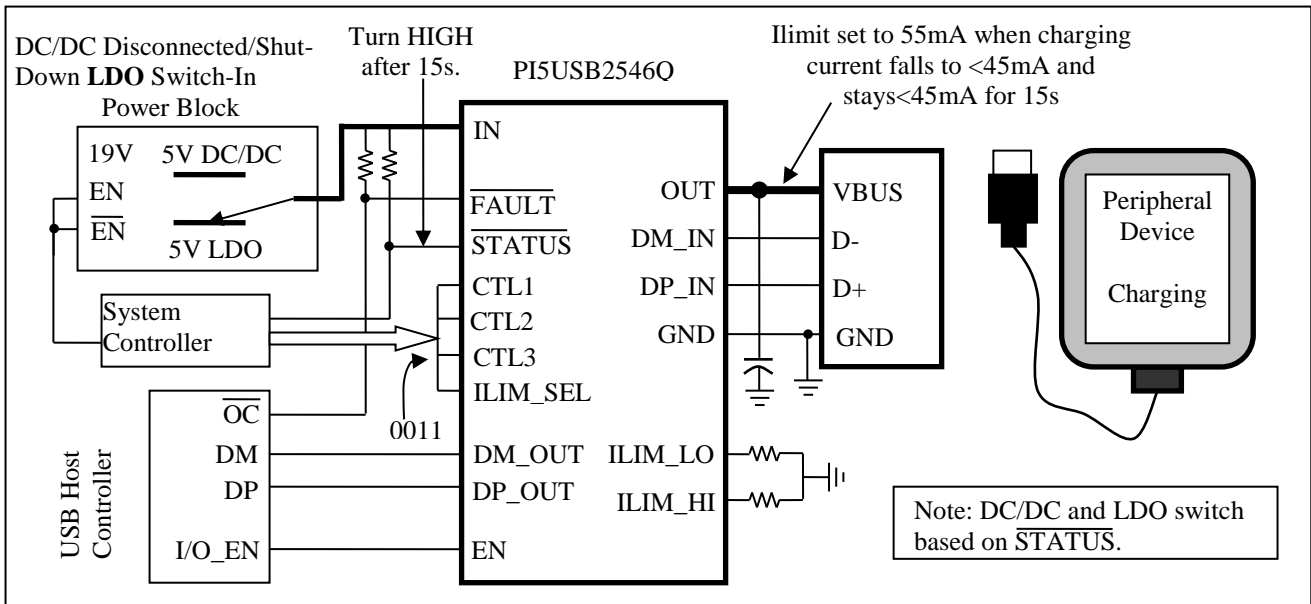 DC/DC Disconnected/Shut-
Down LDO Switch-In
Power Block
Turn HIGH
after 15s.
PI5USB2546Q
Ilimit set to 55mA when charging
current falls to <45mA and
stays<45mA for 15s
19V
5V DC/DC
EN
EN
5V LDO
System
Controller
USB Host
Controller
OC
DM
DP
I/O_EN
0011
IN
FAULT
STATUS
CTL1
CTL2
CTL3
ILIM_SEL
DM_OUT
DP_OUT
EN
OUT
DM_IN
DP_IN
GND
ILIM_LO
ILIM_HI
VBUS
D-
D+
GND
Peripheral
Device
Charging
Note: DC/DC and LDO switch
based on STATUS.